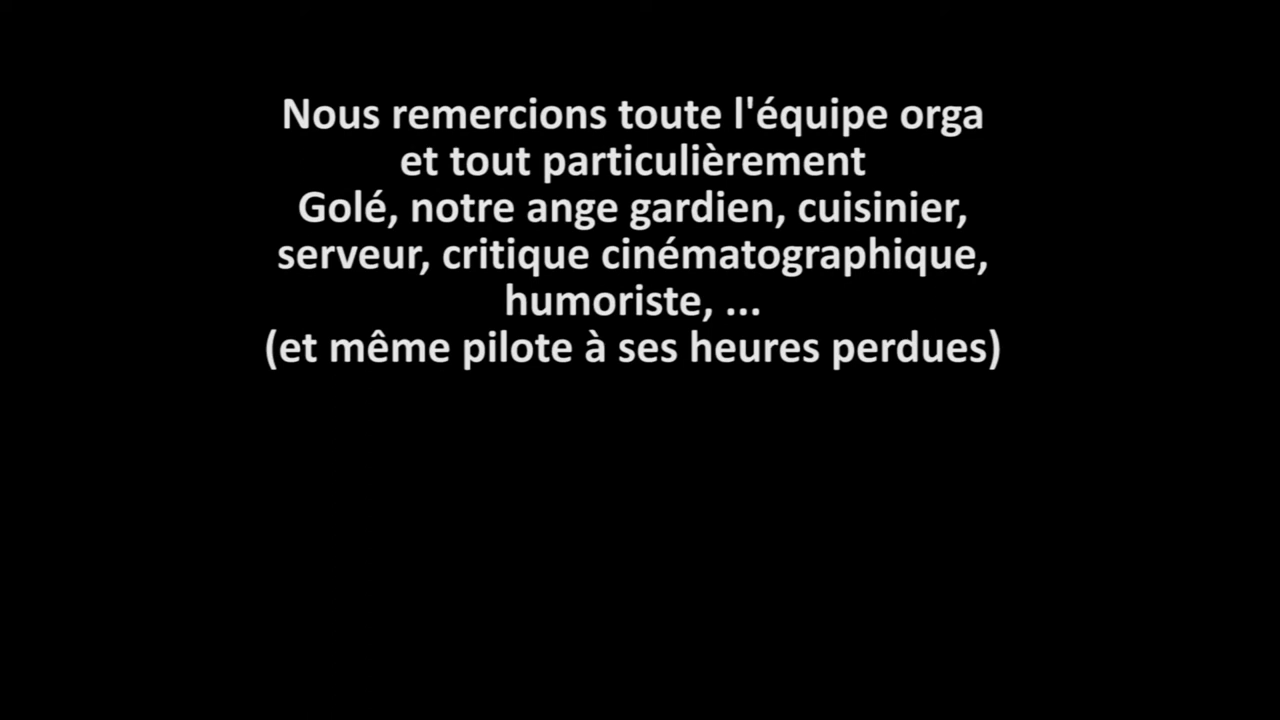 Nous remercions toute l'équipe orga
et tout particulièrement
Golé, notre ange gardien, cuisinier,
serveur, critique cinématographique,
humoriste, ...
(et même pilote à ses heures perdues)